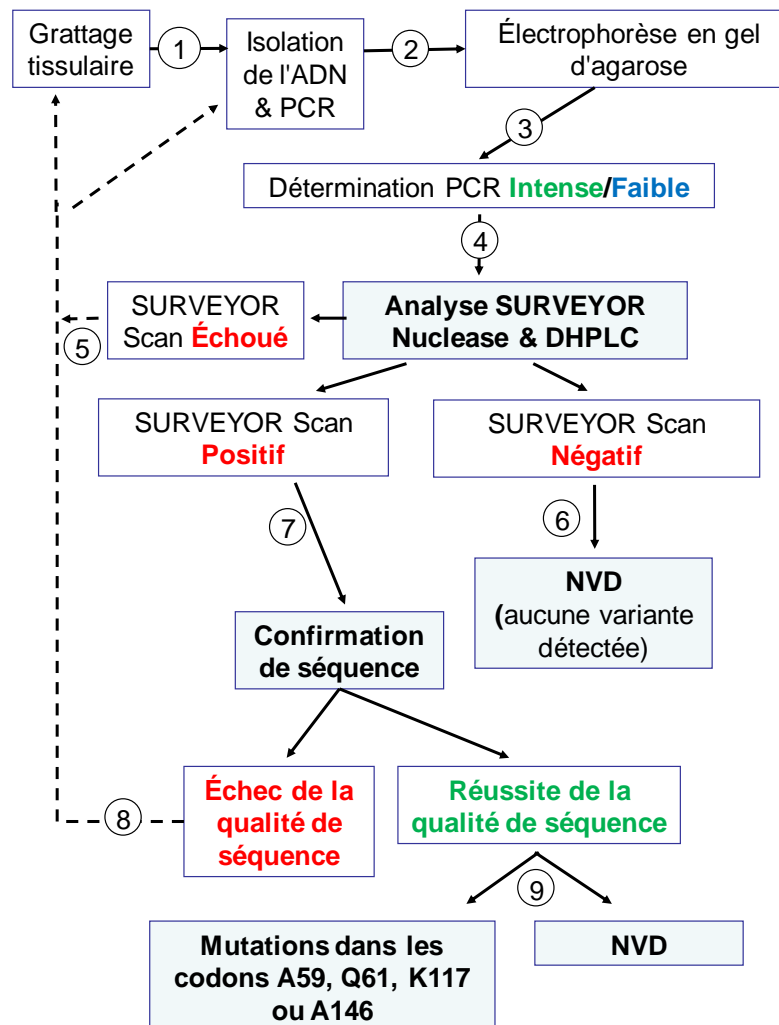 Grattage
tissulaire
1
Isolation
de l'ADN
& PCR
2
Électrophorèse en gel
d'agarose
3
Détermination PCR Intense/Faible
4
SURVEYOR
Scan Échoué
5
Analyse SURVEYOR
Nuclease & DHPLC
SURVEYOR Scan
Positif
SURVEYOR Scan
Négatif
7
6
NVD
(aucune variante
détectée)
Confirmation
de séquence
8
Échec de la
qualité de
séquence
Réussite de la
qualité de séquence
9
Mutations dans les
codons A59, Q61, K117
ou A146
NVD